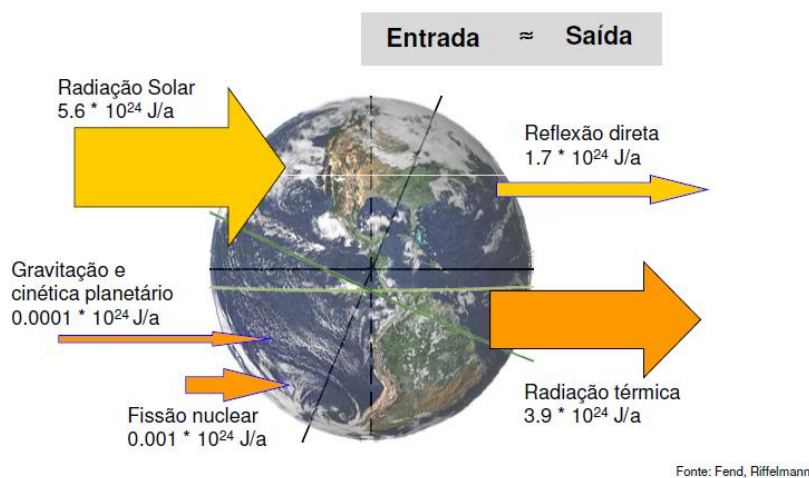 Entrada ≈ Saída
Radiação Solar
5.6 * 10²⁴ J/a
Reflexão direta
1.7 * 10²⁴ J/a
Gravitação e
cinética planetário
0.0001 * 10²⁴ J/a
Fissão nuclear
0.001 * 10²⁴ J/a
Radiação térmica
3.9 * 10²⁴ J/a
Fonte: Fend, Riffelmann